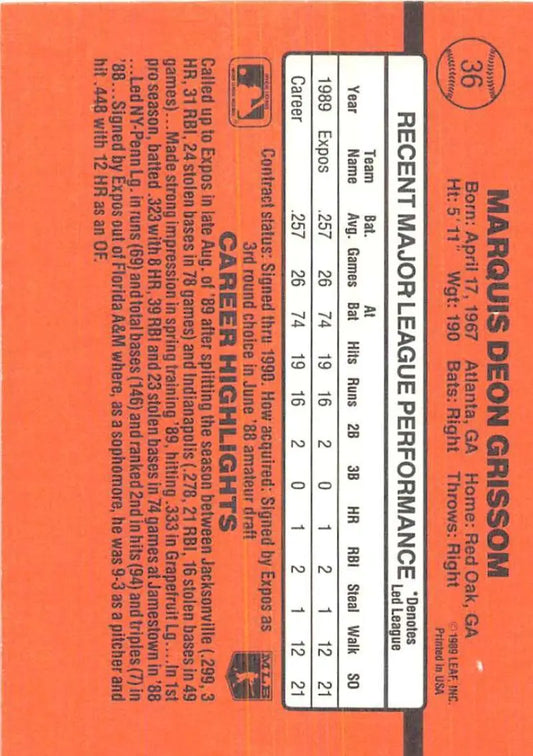 36
MARQUIS DEON GRISSOM
Born: April 17, 1967 Atlanta, GA Home: Red Oak, GA
Ht: 5' 11" Wgt: 190 Bats: Right Throws: Right
©1989 LEAF, INC.
Printed in USA
RECENT MAJOR LEAGUE PERFORMANCE *Denotes
Led League
Year Team Name Bat. Avg. Games At Bat Hits Runs 2B 3B HR RBI Steal Walk SO
1989 Expos .257 26 74 19 16 2 0 1 2 1 12 21
Career .257 26 74 19 16 2 0 1 2 1 12 21
Contract status: Signed thru 1990. How acquired: Signed by Expos as
3rd round choice in June '88 amateur draft
MLB
CAREER HIGHLIGHTS
Called up to Expos in late Aug. of '89 after splitting the season between Jacksonville (.299, 3
HR, 31 RBI, 24 stolen bases in 78 games) and Indianapolis (.278, 21 RBI, 16 stolen bases in 49
games)...Made strong impression in spring training '89, hitting .333 in Grapefruit Lg....In 1st
pro season, batted .323 with 8 HR, 39 RBI and 23 stolen bases in 74 games at Jamestown in '88
...Led NY-Penn Lg. in runs (69) and total bases (146) and ranked 2nd in hits (94) and triples (7) in
'88...Signed by Expos out of Florida A&M where, as a sophomore, he was 9-3 as a pitcher and
hit .448 with 12 HR as an OF.